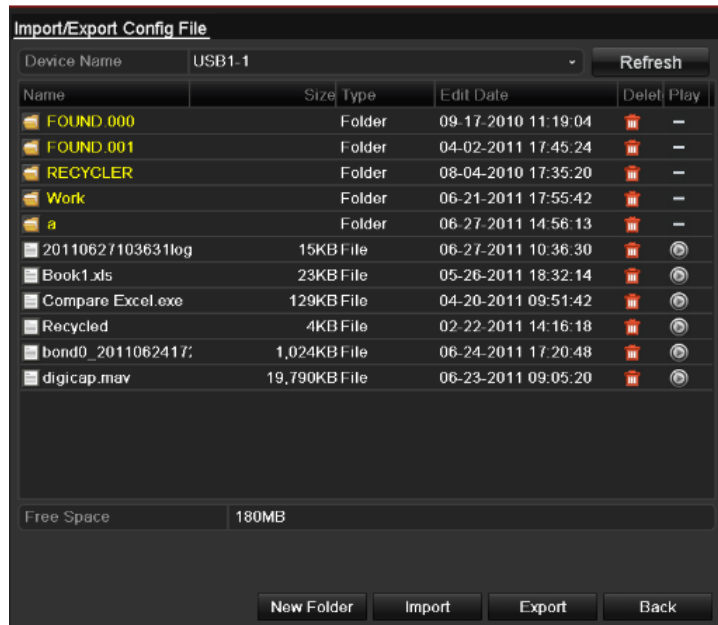 Import/Export Config File
Device Name USB1-1 Refresh
Name Size Type Edit Date Delet Play
FOUND.000 Folder 09-17-2010 11:19:04 –
FOUND.001 Folder 04-02-2011 17:45:24 –
RECYCLER Folder 08-04-2010 17:35:20 –
Work Folder 06-21-2011 17:55:42 –
a Folder 06-27-2011 14:56:13 –
20110627103631log 15KB File 06-27-2011 10:36:30
Book1.xls 23KB File 05-26-2011 18:32:14
Compare Excel.exe 129KB File 04-20-2011 09:51:42
Recycled 4KB File 02-22-2011 14:16:18
bond0_2011062417 1,024KB File 06-24-2011 17:20:48
digicap.mav 19,790KB File 06-23-2011 09:05:20
Free Space 180MB
New Folder Import Export Back